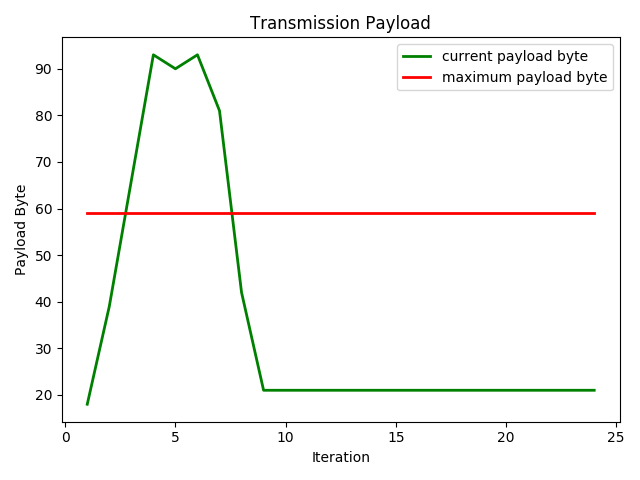 Transmission Payload
current payload byte
maximum payload byte
Payload Byte
90
80
70
60
50
40
30
20
0
5
10
15
20
25
Iteration